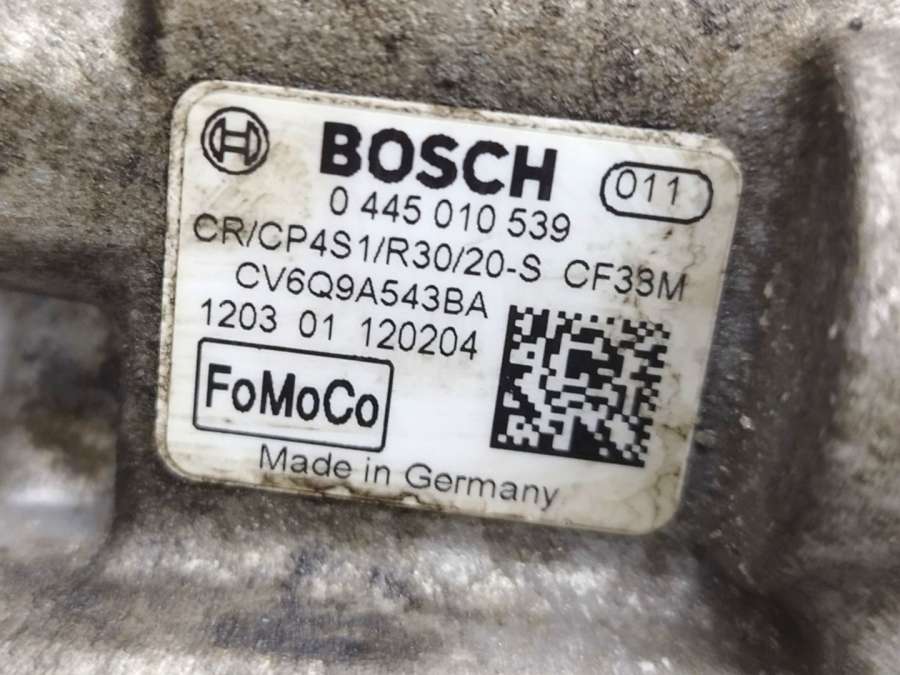 BOSCH 011
0 445 010 539
CR/CP4S1/R30/20-S CF33M
CV6Q9A543BA
1203 01 120204
FoMoCo
Made in Germany